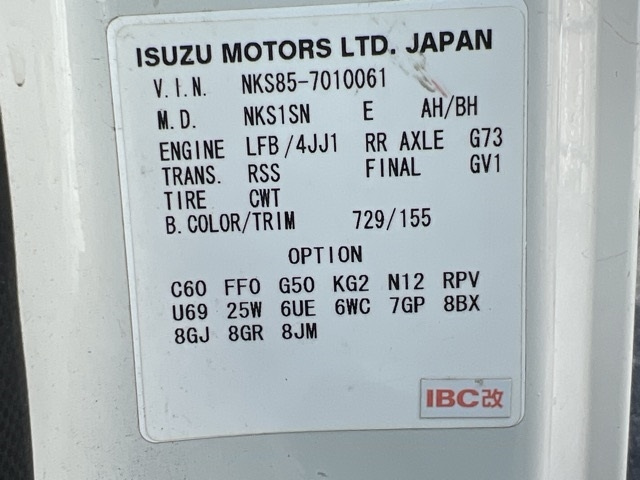 ISUZU MOTORS LTD. JAPAN
V.I.N. NKS85-7010061
M.D. NKS1SN E AH/BH
ENGINE LFB/4JJ1 RR AXLE G73
TRANS. RSS FINAL GV1
TIRE CWT
B.COLOR/TRIM 729/155
OPTION
C60 FF0 G50 KG2 N12 RPV
U69 25W 6UE 6WC 7GP 8BX
8GJ 8GR 8JM
IBC改